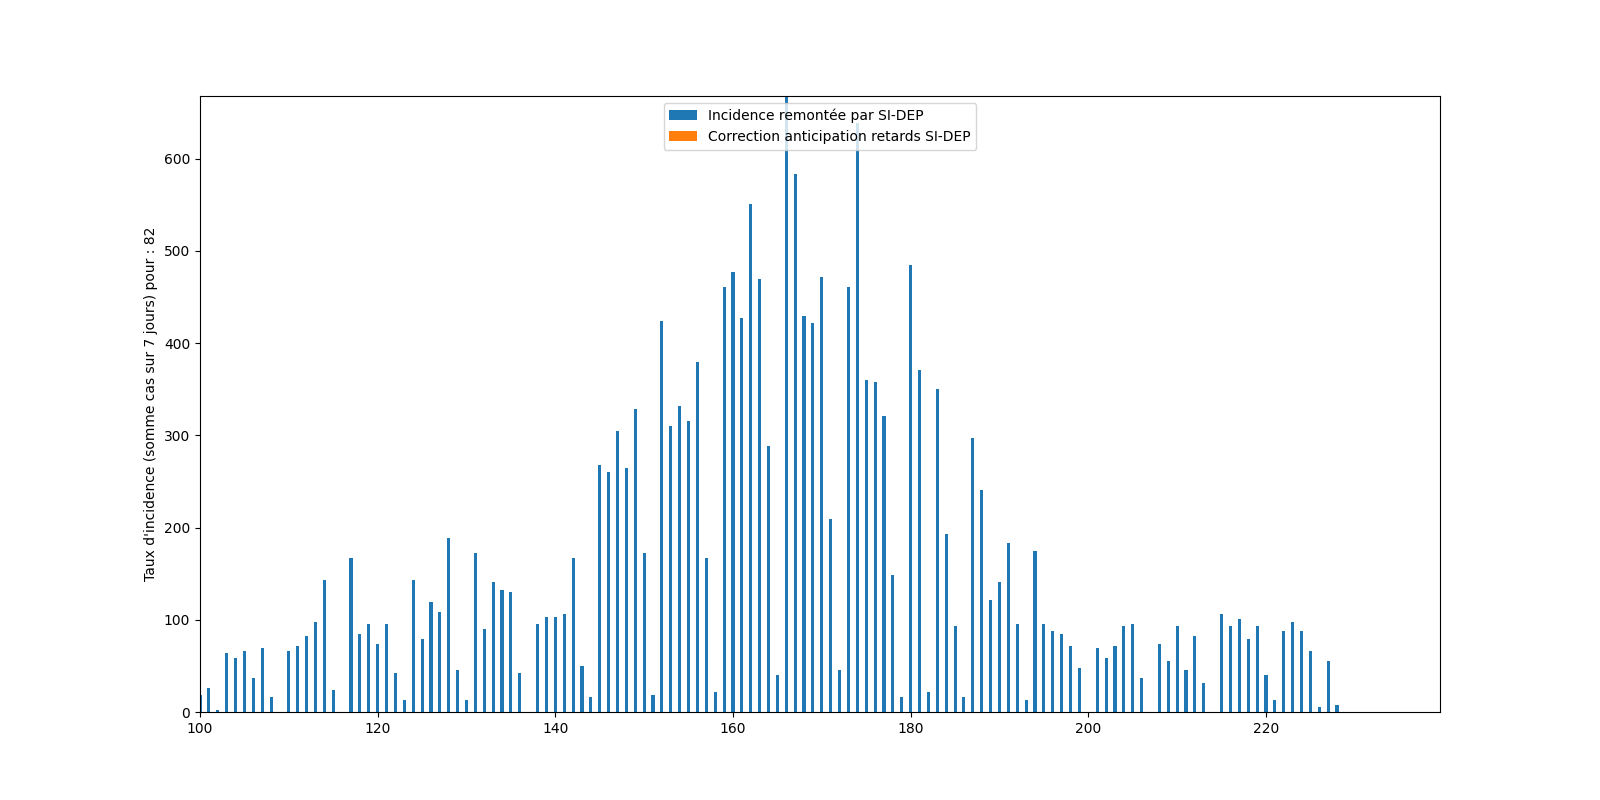 Incidence remontée par SI-DEP
Correction anticipation retards SI-DEP
Taux d'incidence (somme cas sur 7 jours) pour : 82
600
500
400
300
200
100
0
100 120 140 160 180 200 220